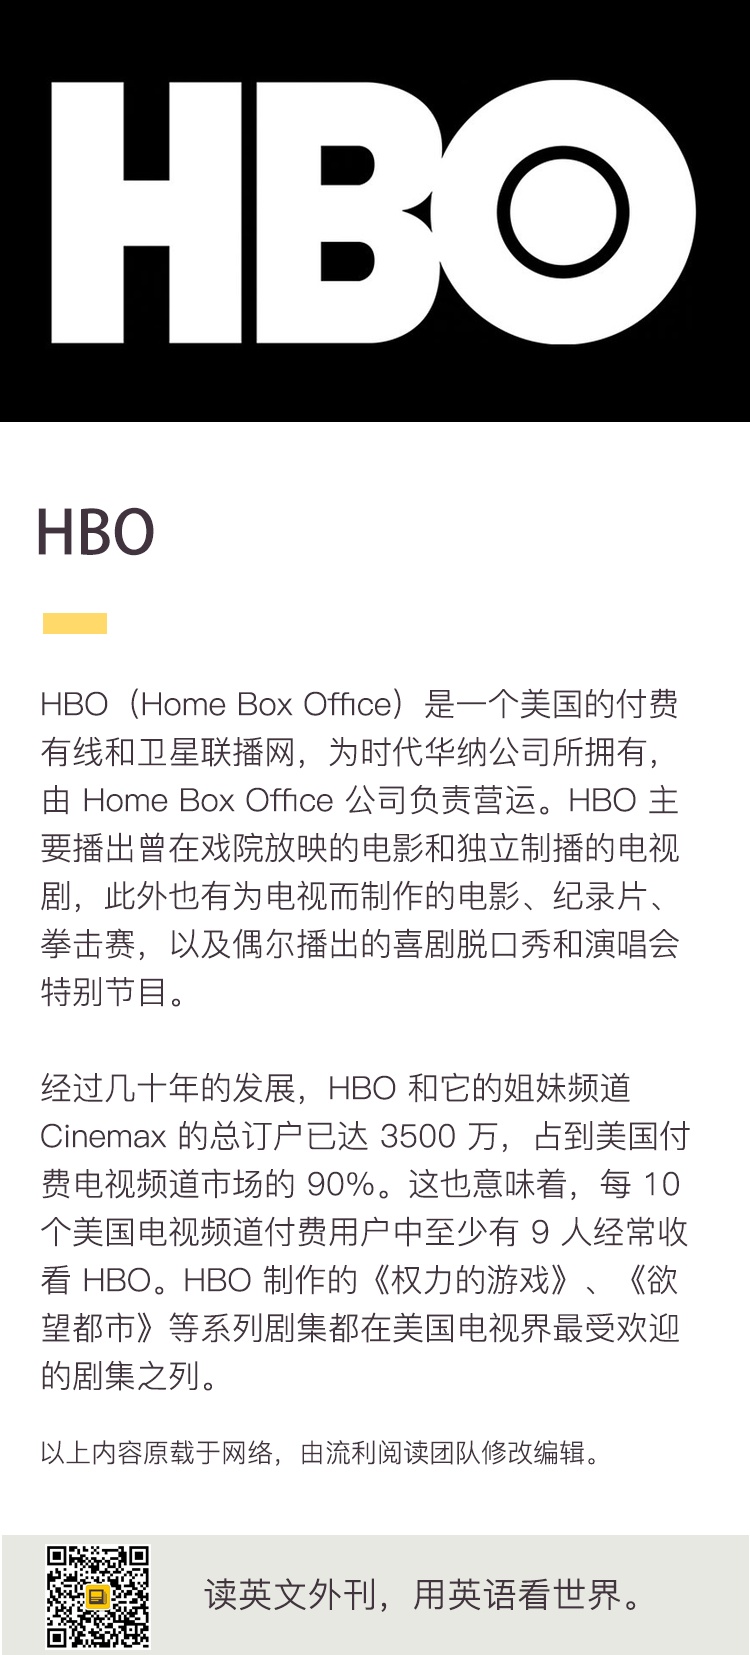 HBO
HBO
HBO（Home Box Office）是一个美国的付费
有线和卫星联播网，为时代华纳公司所拥有，
由 Home Box Office 公司负责营运。HBO 主
要播出曾在戏院放映的电影和独立制播的电视
剧，此外也有为电视而制作的电影、纪录片、
拳击赛，以及偶尔播出的喜剧脱口秀和演唱会
特别节目。
经过几十年的发展，HBO 和它的姐妹频道
Cinemax 的总订户已达 3500 万，占到美国付
费电视频道市场的 90%。这也意味着，每 10
个美国电视频道付费用户中至少有 9 人经常收
看 HBO。HBO 制作的《权力的游戏》、《欲
望都市》等系列剧集都在美国电视界最受欢迎
的剧集之列。
以上内容原载于网络，由流利阅读团队修改编辑。
读英文外刊，用英语看世界。